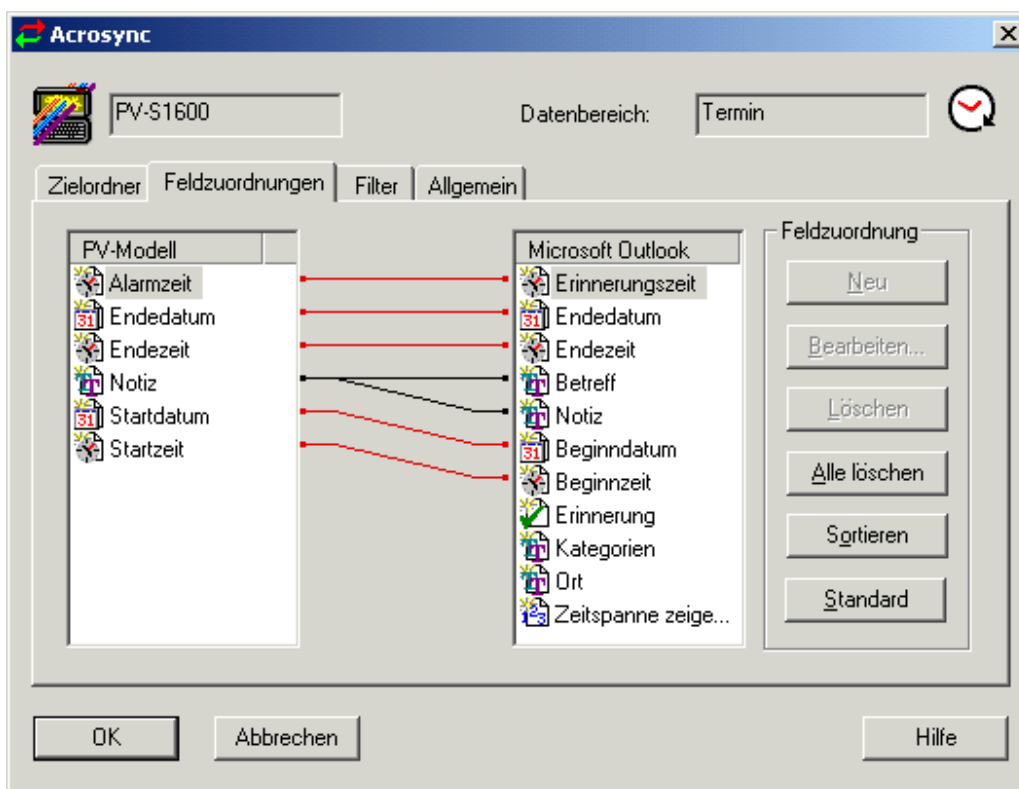 Acrosync
PV-S1600
Datenbereich:
Termin
Zielordner
Feldzuordnungen
Filter
Allgemein
PV-Modell
Alarmzeit
Endedatum
Endezeit
Notiz
Startdatum
Startzeit
Microsoft Outlook
Erinnerungszeit
Endedatum
Endezeit
Betreff
Notiz
Beginndatum
Beginnzeit
Erinnerung
Kategorien
Ort
Zeitspanne zeige...
Feldzuordnung
Neu
Bearbeiten...
Löschen
Alle löschen
Sortieren
Standard
OK
Abbrechen
Hilfe